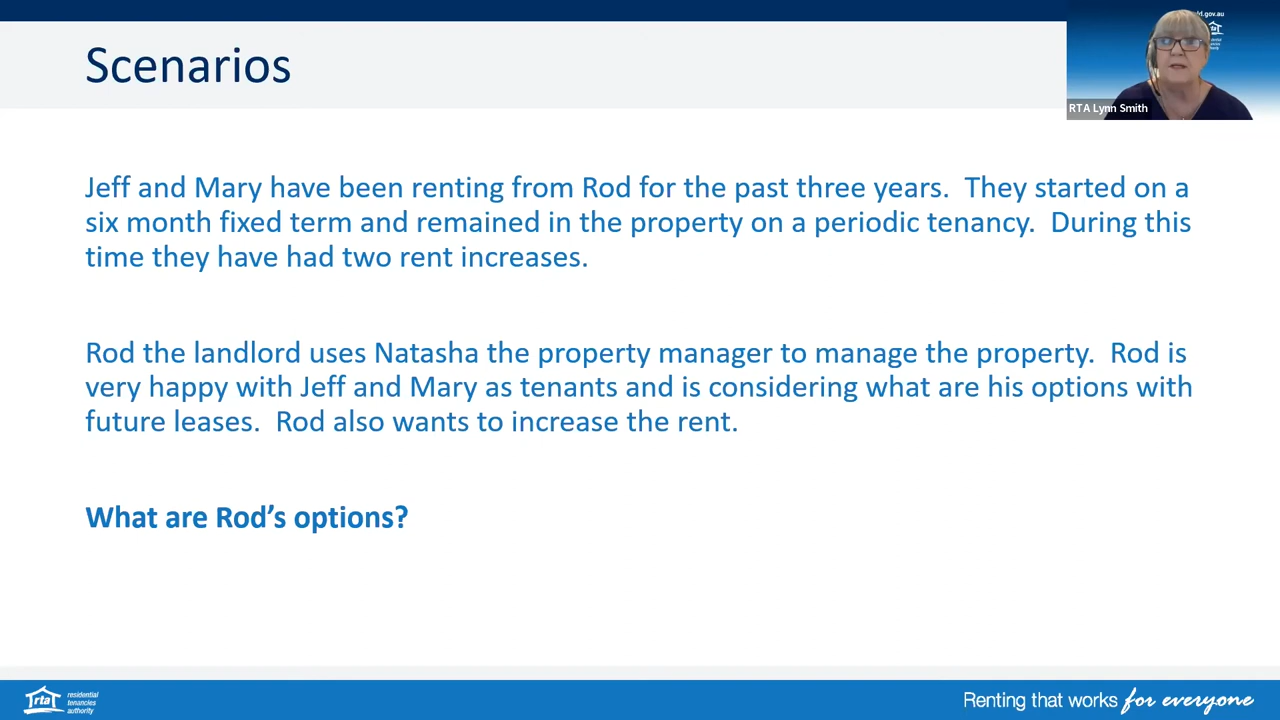 Scenarios
ld.gov.au
RTA Lynn Smith
Jeff and Mary have been renting from Rod for the past three years.  They started on a
six month fixed term and remained in the property on a periodic tenancy.  During this
time they have had two rent increases.
Rod the landlord uses Natasha the property manager to manage the property.  Rod is
very happy with Jeff and Mary as tenants and is considering what are his options with
future leases.  Rod also wants to increase the rent.
What are Rod’s options?
rta
residential
tenancies
authority
Renting that works for everyone